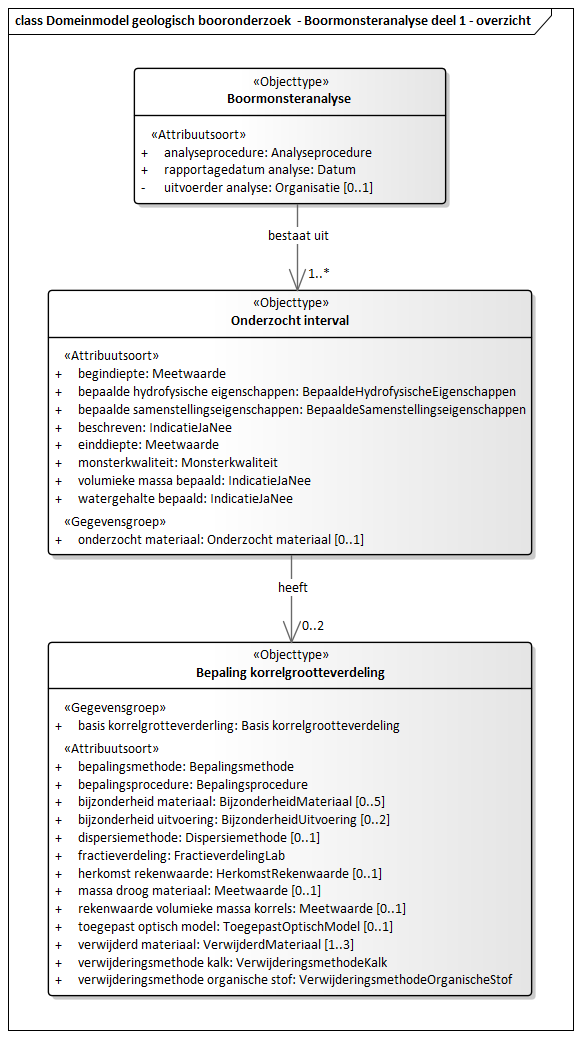 class Domeinmodel geologisch booronderzoek - Boormonsteranalyse deel 1 - overzicht
«Objecttype»
Boormonsteranalyse
«Attribuutsoort»
+ analyseprocedure: Analyseprocedure
+ rapportagedatum analyse: Datum
- uitvoerder analyse: Organisatie [0..1]
bestaat uit
1..*
«Objecttype»
Onderzocht interval
«Attribuutsoort»
+ begindiepte: Meetwaarde
+ bepaalde hydrofysische eigenschappen: BepaaldeHydrofysischeEigenschappen
+ bepaalde samenstellingseigenschappen: BepaaldeSamenstellingseigenschappen
+ beschreven: IndicatieJaNee
+ einddiepte: Meetwaarde
+ monsterkwaliteit: Monsterkwaliteit
+ volumieke massa bepaald: IndicatieJaNee
+ watergehalte bepaald: IndicatieJaNee
«Gegevensgroep»
+ onderzocht materiaal: Onderzocht materiaal [0..1]
heeft
0..2
«Objecttype»
Bepaling korrelgrootteverdeling
«Gegevensgroep»
+ basis korrelgrotteverderling: Basis korrelgrootteverdeling
«Attribuutsoort»
+ bepalingsmethode: Bepalingsmethode
+ bepalingsprocedure: Bepalingsprocedure
+ bijzonderheid materiaal: BijzonderheidMateriaal [0..5]
+ bijzonderheid uitvoering: BijzonderheidUitvoering [0..2]
+ dispersiemethode: Dispersiemethode [0..1]
+ fractieverdeling: FractieverdelingLab
+ herkomst rekenwaarde: HerkomstRekenwaarde [0..1]
+ massa droog materiaal: Meetwaarde [0..1]
+ rekenwaarde volumieke massa korrels: Meetwaarde [0..1]
+ toegepast optisch model: ToegepastOptischModel [0..1]
+ verwijderd materiaal: VerwijderdMateriaal [1..3]
+ verwijderingsmethode kalk: VerwijderingsmethodeKalk
+ verwijderingsmethode organische stof: VerwijderingsmethodeOrganischeStof